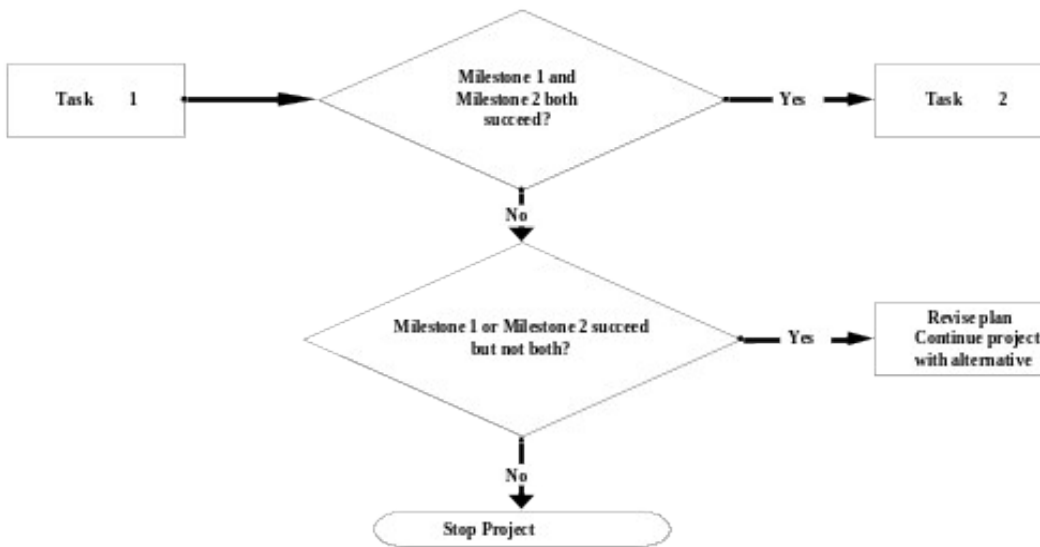 Milestone 1 and
Milestone 2 both
succeed?
Task 1
Yes
Task 2
No
Milestone 1 or Milestone 2 succeed
but not both?
Yes
Revise plan
Continue project
with alternative
No
Stop Project